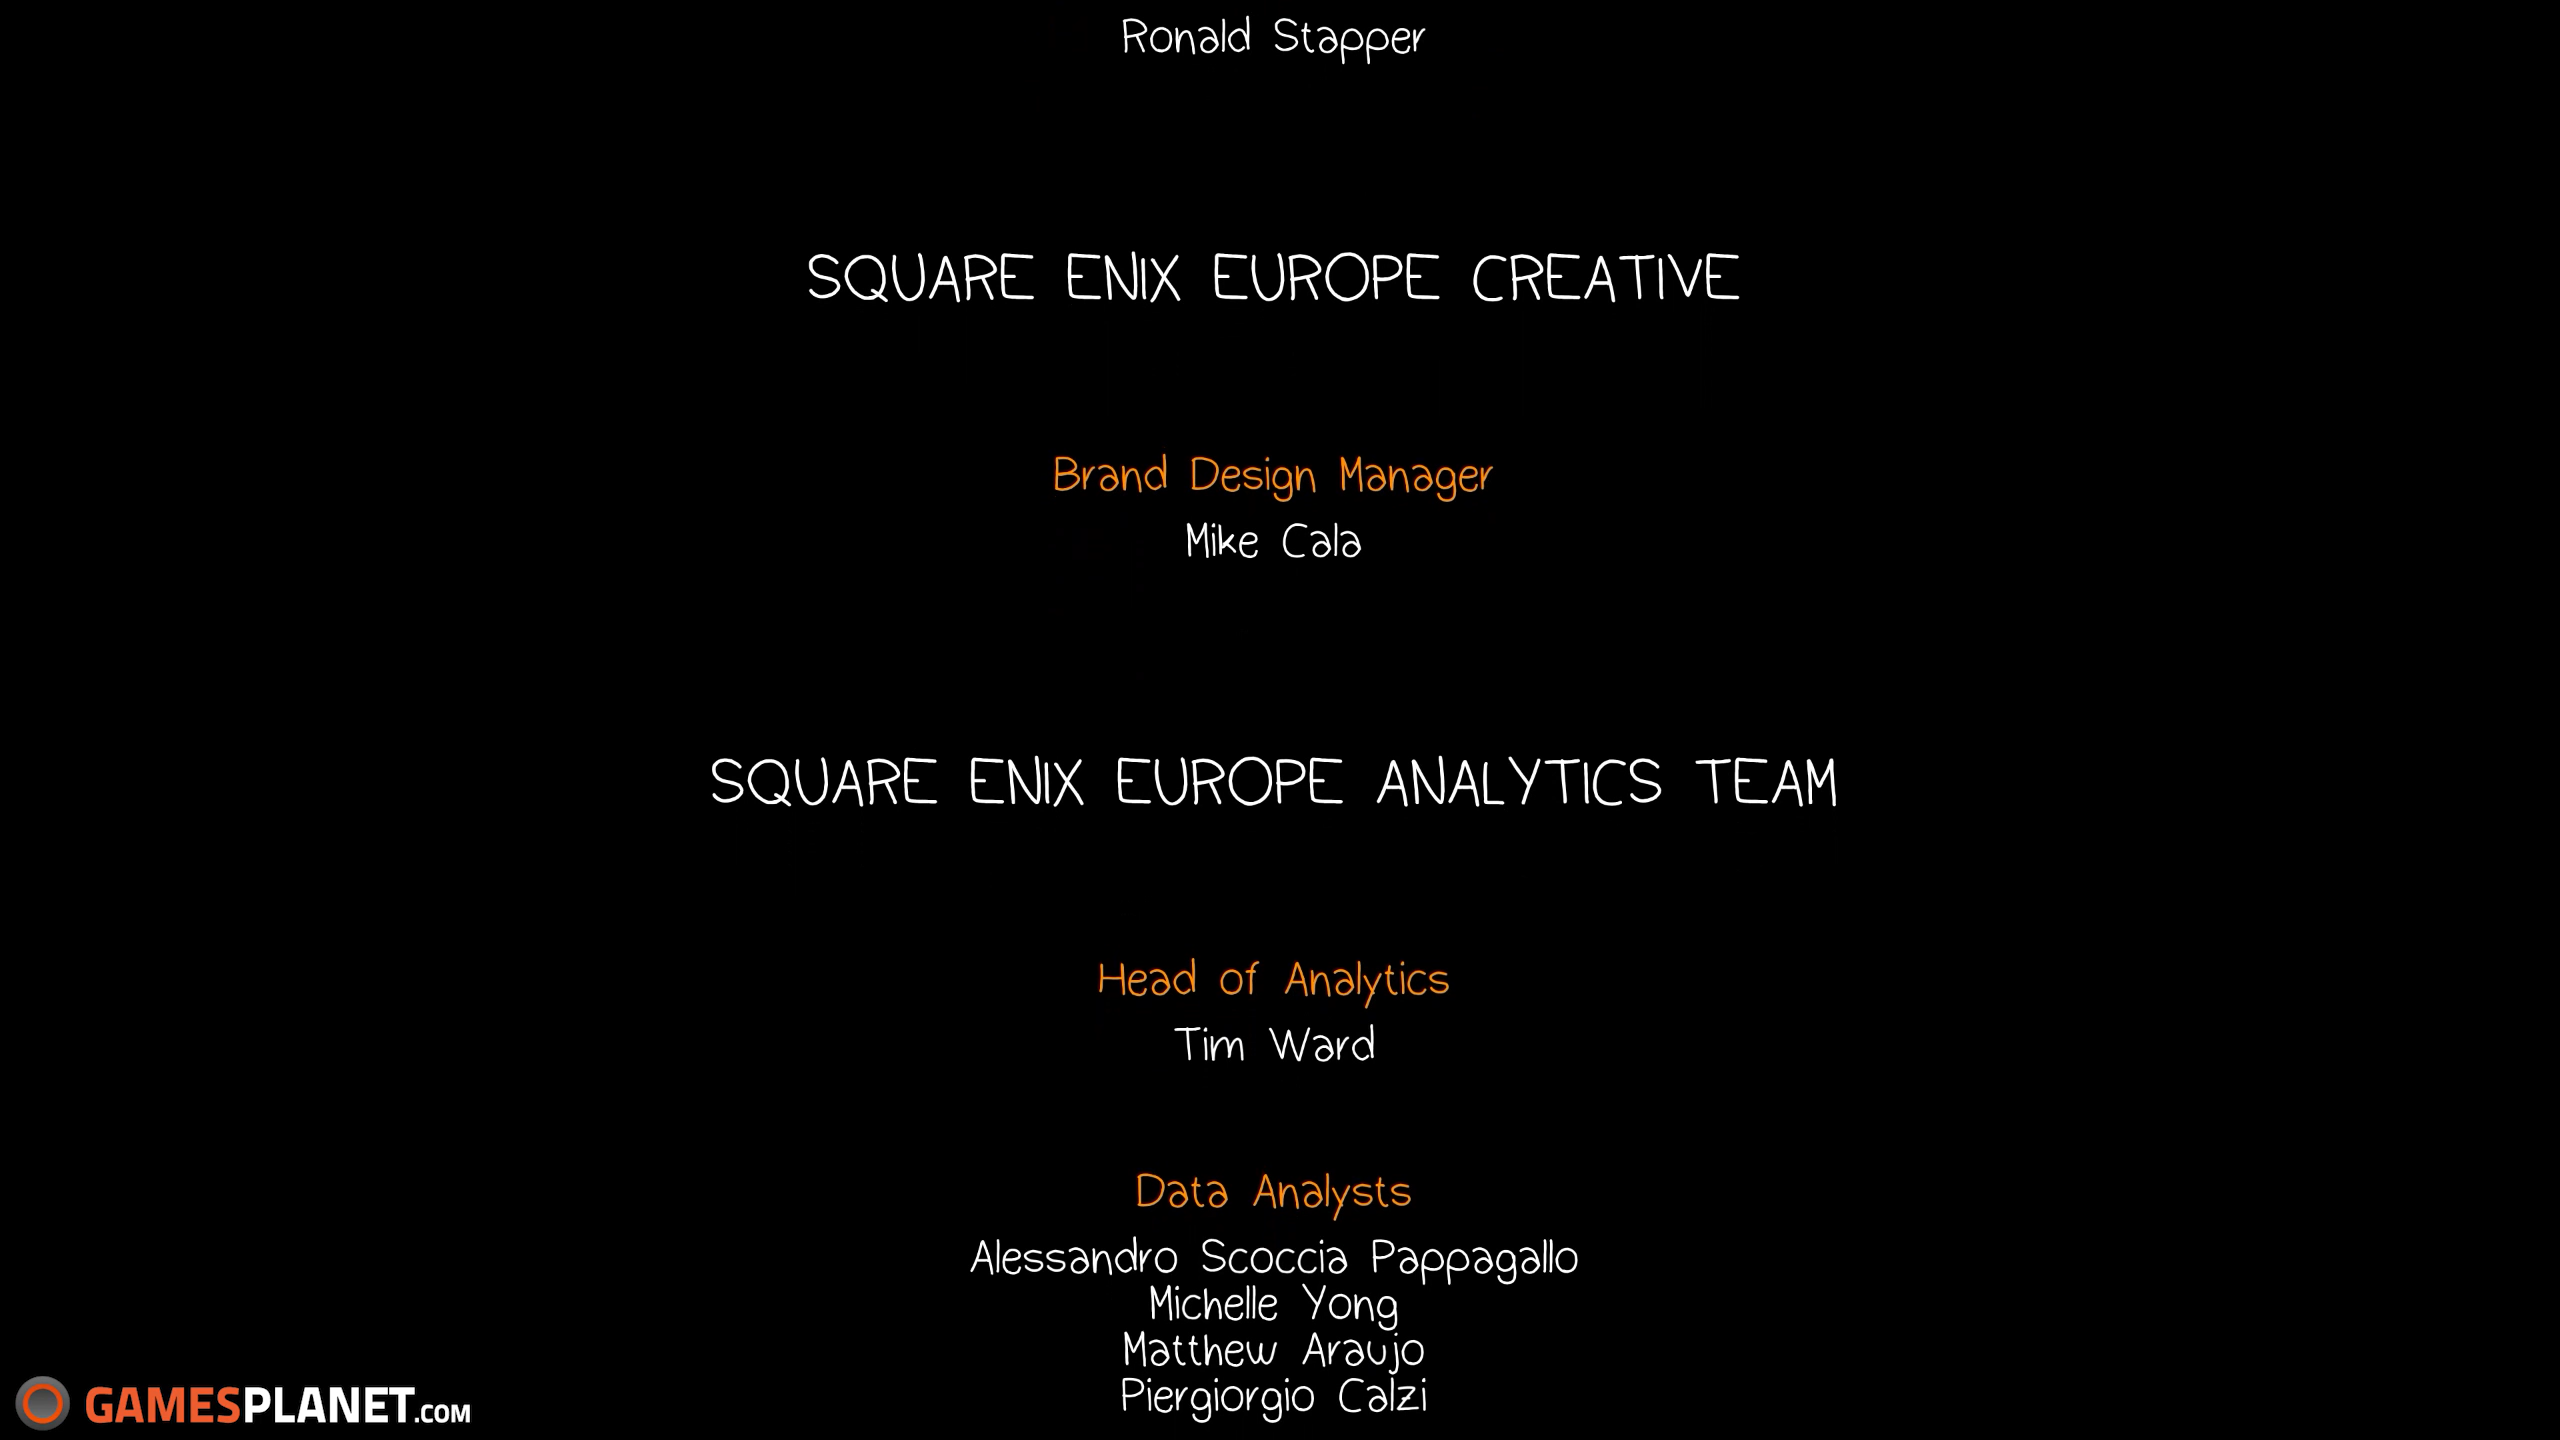 Ronald Stapper
SQUARE ENIX EUROPE CREATIVE
Brand Design Manager
Mike Cala
SQUARE ENIX EUROPE ANALYTICS TEAM
Head of Analytics
Tim Ward
Data Analysts
Alessandro Scoccia Pappagallo
Michelle Yong
Matthew Araujo
Piergiorgio Calzi
GAMESPLANET.COM